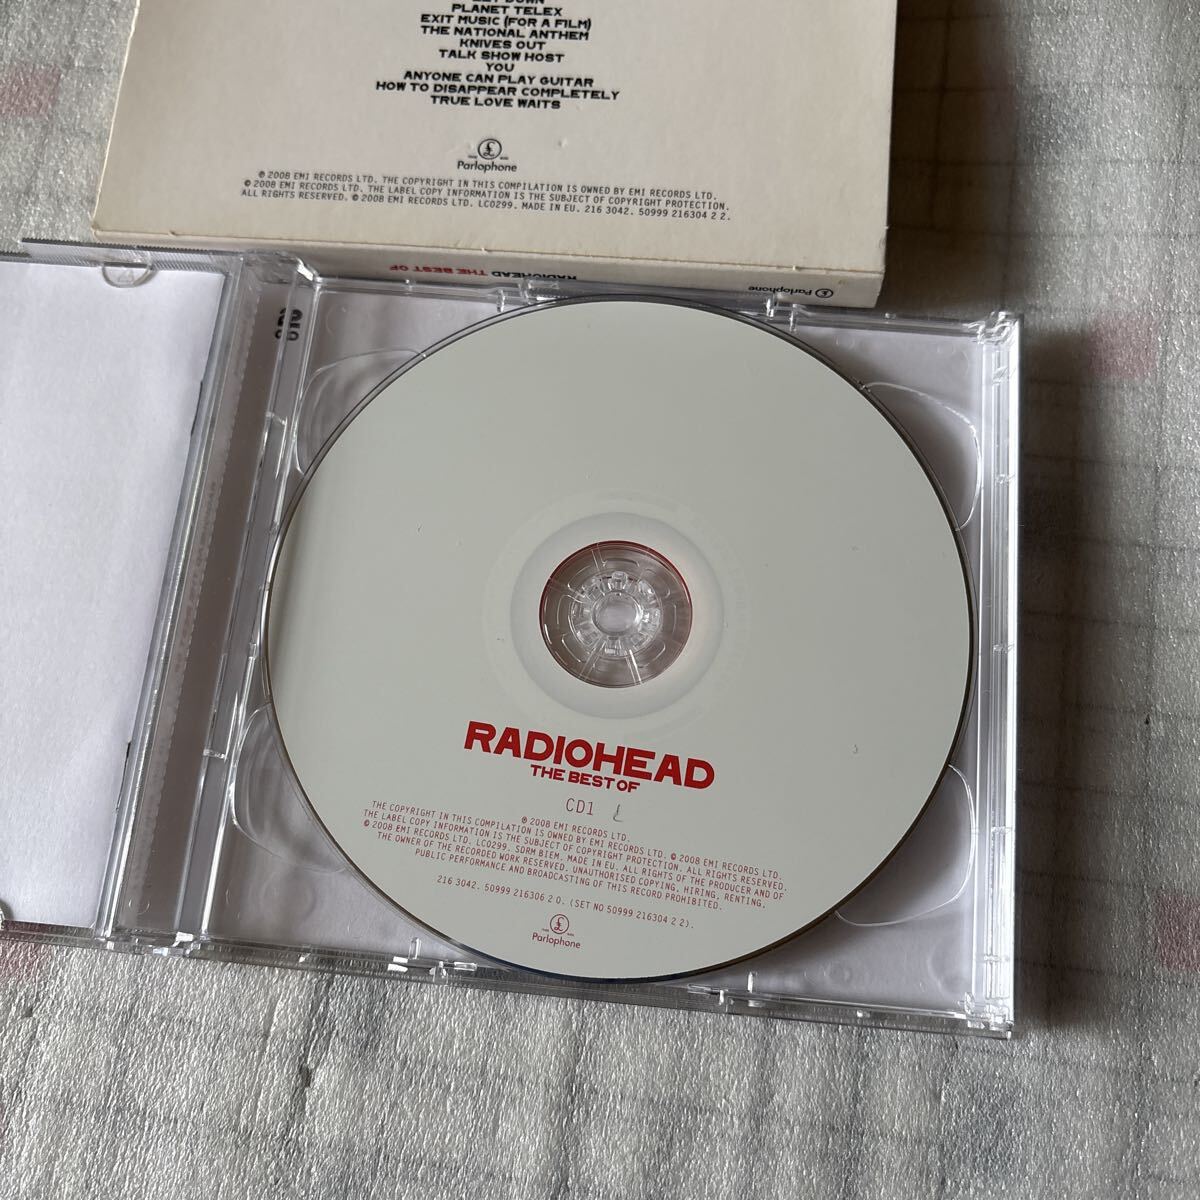 PLANET TELEX
EXIT MUSIC (FOR A FILM)
THE NATIONAL ANTHEM
KNIVES OUT
TALK SHOW HOST
YOU
ANYONE CAN PLAY GUITAR
HOW TO DISAPPEAR COMPLETELY
TRUE LOVE WAITS
£
Parlophone
℗ 2008 EMI RECORDS LTD. THE COPYRIGHT IN THIS COMPILATION IS OWNED BY EMI RECORDS LTD.
© 2008 EMI RECORDS LTD. THE LABEL COPY INFORMATION IS THE SUBJECT OF COPYRIGHT PROTECTION.
ALL RIGHTS RESERVED. © 2008 EMI RECORDS LTD. LC0299. MADE IN EU. 216 3042. 50999 216304 2 2.
RADIOHEAD THE BEST OF
£ Parlophone
RADIOHEAD
THE BEST OF
CD1
℗ 2008 EMI RECORDS LTD.
THE COPYRIGHT IN THIS COMPILATION IS OWNED BY EMI RECORDS LTD. © 2008 EMI RECORDS LTD.
THE LABEL COPY INFORMATION IS THE SUBJECT OF COPYRIGHT PROTECTION. ALL RIGHTS RESERVED.
© 2008 EMI RECORDS LTD. LC0299. SDRM BIEM. MADE IN EU. ALL RIGHTS OF THE PRODUCER AND OF
THE OWNER OF THE RECORDED WORK RESERVED. UNAUTHORISED COPYING, HIRING, RENTING,
PUBLIC PERFORMANCE AND BROADCASTING OF THIS RECORD PROHIBITED.
216 3042. 50999 216306 2 0. (SET NO 50999 216304 2 2).
£
Parlophone